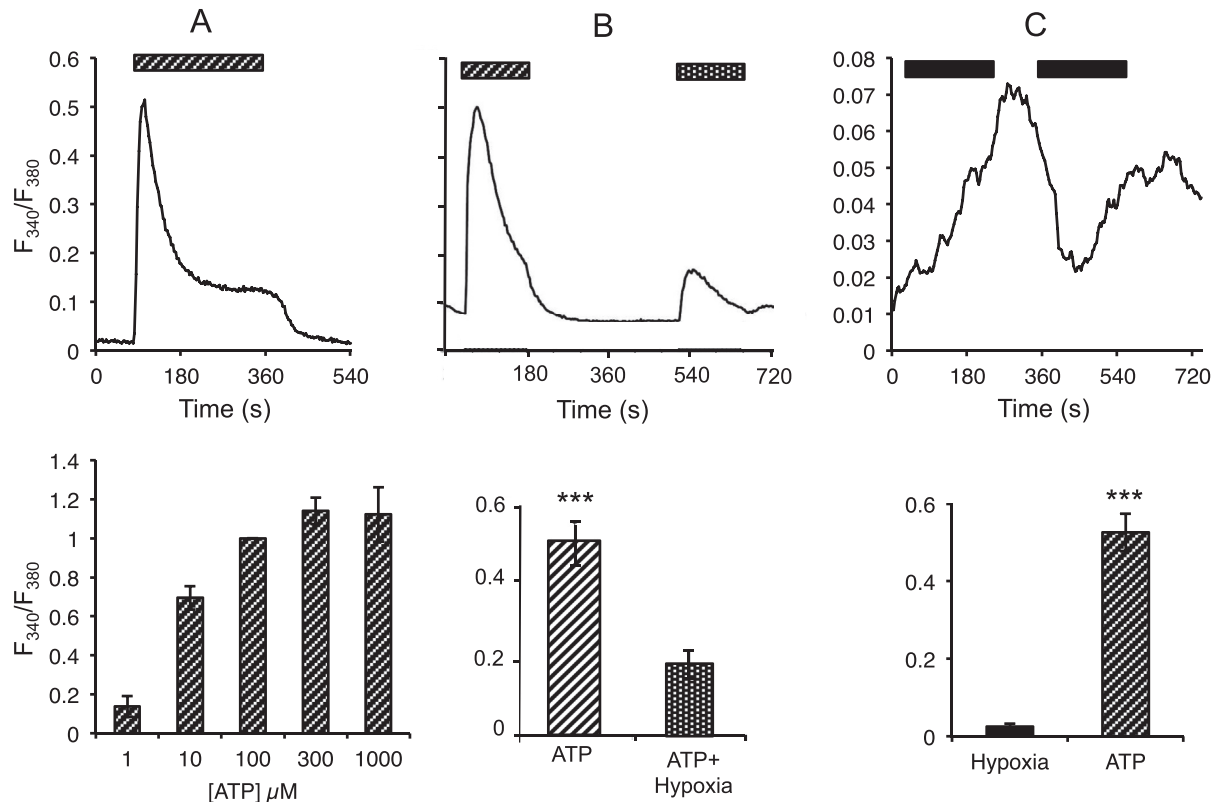 A
B
C
0.6
0.5
0.4
0.3
0.2
0.1
0
F340/F380
0 180 360 540
Time (s)
0 180 360 540 720
Time (s)
0.08
0.07
0.06
0.05
0.04
0.03
0.02
0.01
0
0 180 360 540 720
Time (s)
1.4
1.2
1
0.8
0.6
0.4
0.2
0
F340/F380
1 10 100 300 1000
[ATP] µM
0.6
0.4
0.2
0
***
ATP
ATP+
Hypoxia
0.6
0.4
0.2
0
***
Hypoxia ATP